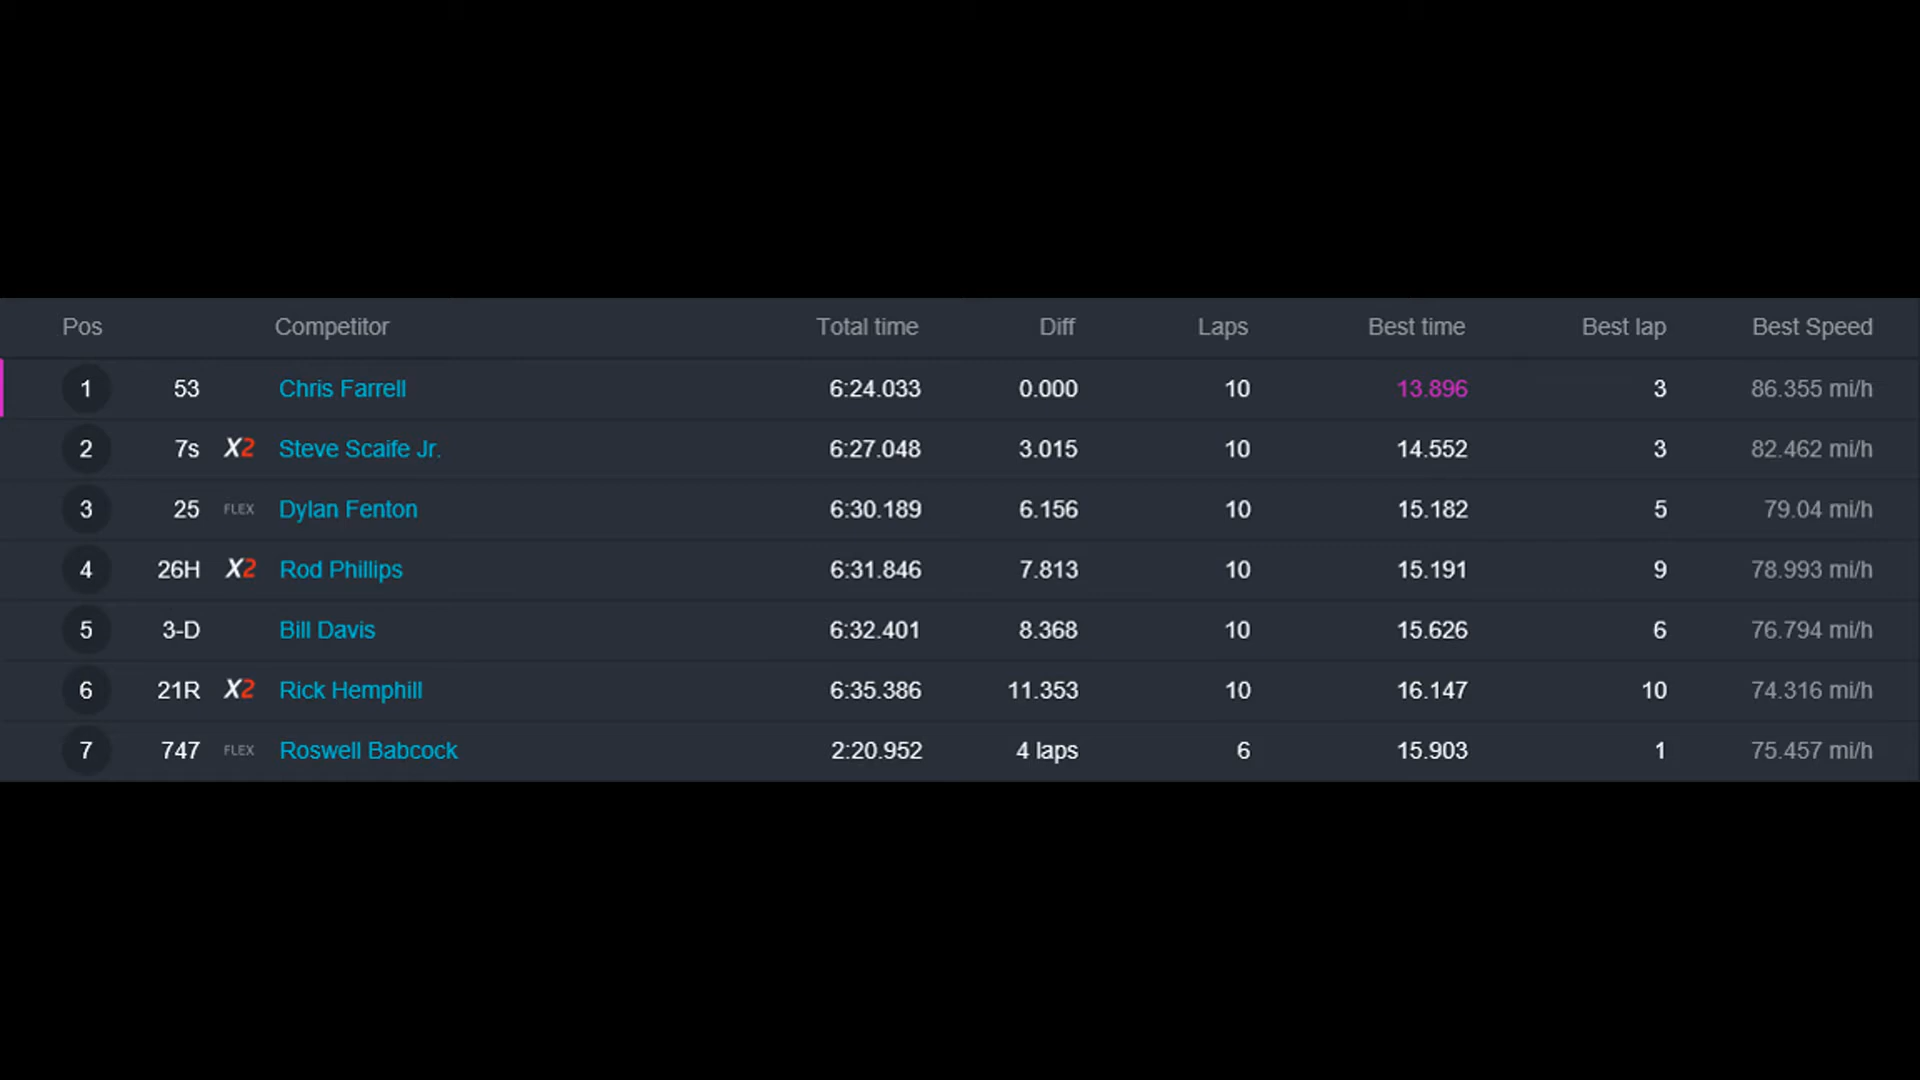 Pos Competitor Total time Diff Laps Best time Best lap Best Speed
1 53 Chris Farrell 6:24.033 0.000 10 13.896 3 86.355 mi/h
2 7s X2 Steve Scaife Jr. 6:27.048 3.015 10 14.552 3 82.462 mi/h
3 25 FLEX Dylan Fenton 6:30.189 6.156 10 15.182 5 79.04 mi/h
4 26H X2 Rod Phillips 6:31.846 7.813 10 15.191 9 78.993 mi/h
5 3-D Bill Davis 6:32.401 8.368 10 15.626 6 76.794 mi/h
6 21R X2 Rick Hemphill 6:35.386 11.353 10 16.147 10 74.316 mi/h
7 747 FLEX Roswell Babcock 2:20.952 4 laps 6 15.903 1 75.457 mi/h